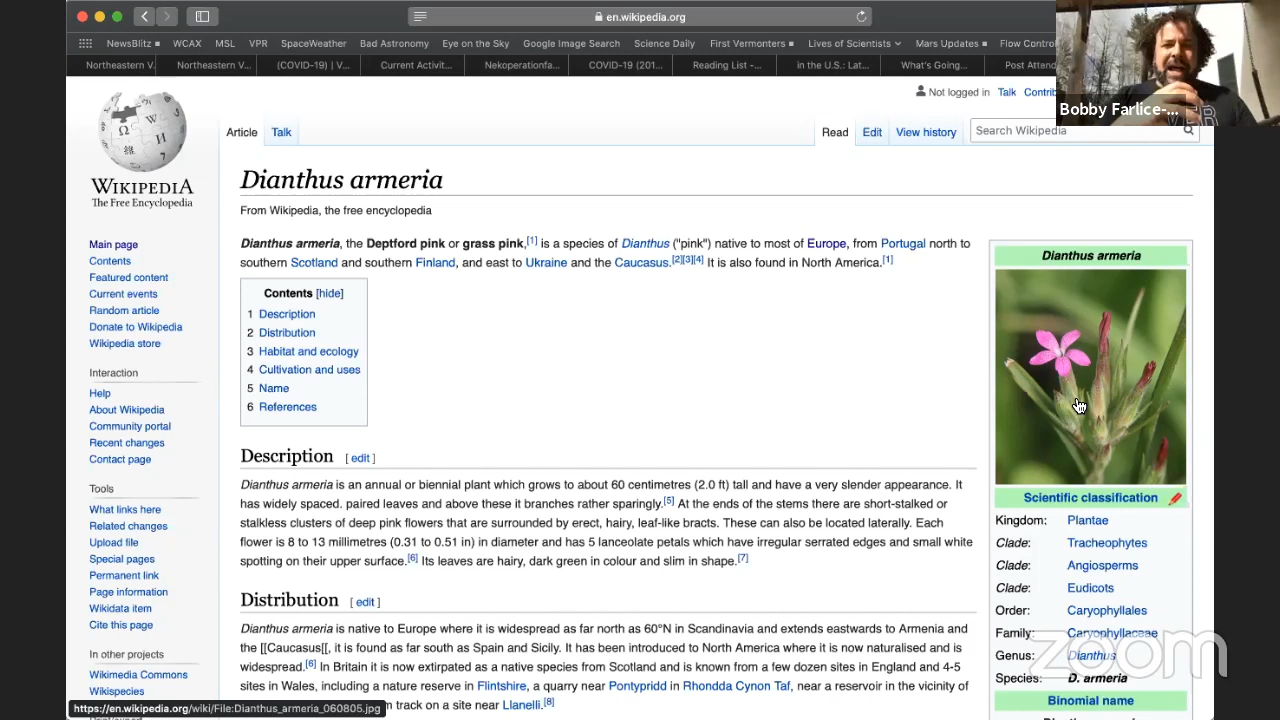 en.wikipedia.org
NewsBlitz WCAX MSL VPR SpaceWeather Bad Astronomy Eye on the Sky Google Image Search Science Daily First Vermonters Lives of Scientists Mars Updates Flow Control
Northeastern V... Northeastern V... (COVID-19) | V... Current Activit... Nekoperationfa... COVID-19 (201... Reading List -... in the U.S.: Lat... What's Going... Post Attend
Bobby Farlice-...
Not logged in Talk Contrib
Article Talk Read Edit View history Search Wikipedia
WIKIPEDIA
The Free Encyclopedia
Main page
Contents
Featured content
Current events
Random article
Donate to Wikipedia
Wikipedia store
Interaction
Help
About Wikipedia
Community portal
Recent changes
Contact page
Tools
What links here
Related changes
Upload file
Special pages
Permanent link
Page information
Wikidata item
Cite this page
In other projects
Wikimedia Commons
Wikispecies
Print/export
Dianthus armeria
From Wikipedia, the free encyclopedia
Dianthus armeria, the Deptford pink or grass pink,[1] is a species of Dianthus ("pink") native to most of Europe, from Portugal north to
southern Scotland and southern Finland, and east to Ukraine and the Caucasus.[2][3][4] It is also found in North America.[1]
Contents [hide]
1 Description
2 Distribution
3 Habitat and ecology
4 Cultivation and uses
5 Name
6 References
Description [ edit ]
Dianthus armeria is an annual or biennial plant which grows to about 60 centimetres (2.0 ft) tall and have a very slender appearance. It
has widely spaced, paired leaves and above these it branches rather sparingly.[5] At the ends of the stems there are short-stalked or
stalkless clusters of deep pink flowers that are surrounded by erect, hairy, leaf-like bracts. These can also be located laterally. Each
flower is 8 to 13 millimetres (0.31 to 0.51 in) in diameter and has 5 lanceolate petals which have irregular serrated edges and small white
spotting on their upper surface.[6] Its leaves are hairy, dark green in colour and slim in shape.[7]
Distribution [ edit ]
Dianthus armeria is native to Europe where it is widespread as far north as 60°N in Scandinavia and extends eastwards to Armenia and
the [[Caucasus[[, it is found as far south as Spain and Sicily. It has been introduced to North America where it is now naturalised and is
widespread.[6] In Britain it is now extirpated as a native species from Scotland and is known from a few dozen sites in England and 4-5
sites in Wales, including a nature reserve in Flintshire, a quarry near Pontypridd in Rhondda Cynon Taf, near a reservoir in the vicinity of
m track on a site near Llanelli.[8]
Dianthus armeria
Scientific classification
Kingdom: Plantae
Clade: Tracheophytes
Clade: Angiosperms
Clade: Eudicots
Order: Caryophyllales
Family: Caryophyllaceae
Genus: Dianthus
Species: D. armeria
Binomial name
zoom
https://en.wikipedia.org/wiki/File:Dianthus_armeria_060805.jpg